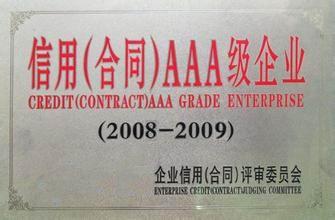 信用(合同)AAA级企业
CREDIT(CONTRACT)AAA GRADE ENTERPRISE
(2008-2009)
企业信用(合同)评审委员会
ENTERPRISE CREDIT(CONTRACT)JUDGING COMMITTEE